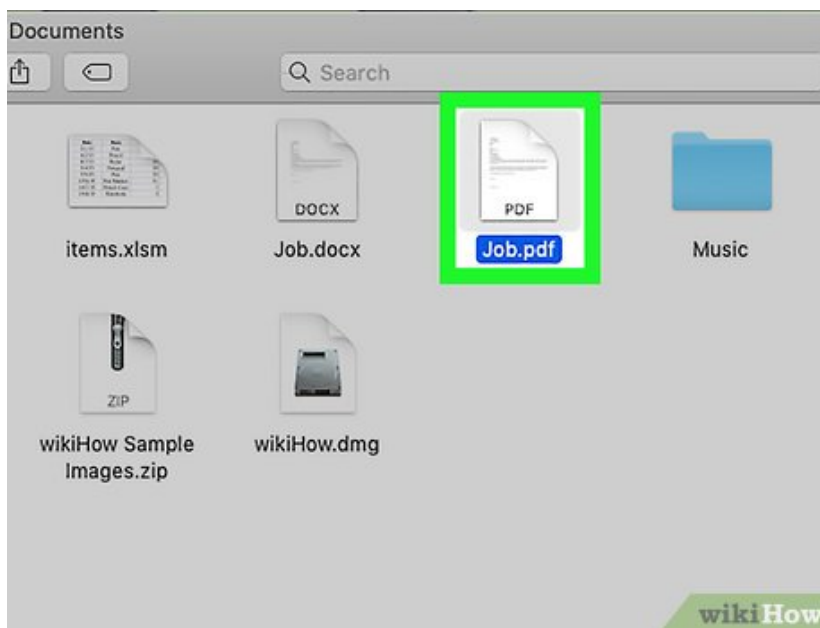 Documents
Search
items.xlsm
DOCX
Job.docx
PDF
Job.pdf
Music
ZIP
wikiHow Sample
Images.zip
wikiHow.dmg
wikiHow